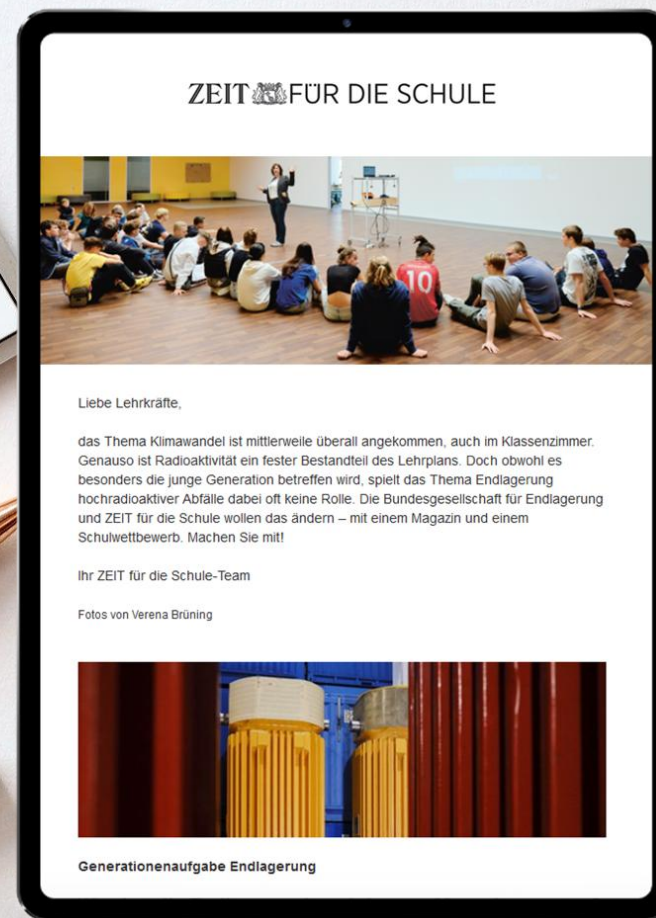 ZEIT FÜR DIE SCHULE
10
Liebe Lehrkräfte,
das Thema Klimawandel ist mittlerweile überall angekommen, auch im Klassenzimmer.
Genauso ist Radioaktivität ein fester Bestandteil des Lehrplans. Doch obwohl es
besonders die junge Generation betreffen wird, spielt das Thema Endlagerung
hochradioaktiver Abfälle dabei oft keine Rolle. Die Bundesgesellschaft für Endlagerung
und ZEIT für die Schule wollen das ändern – mit einem Magazin und einem
Schulwettbewerb. Machen Sie mit!
Ihr ZEIT für die Schule-Team
Fotos von Verena Brüning
Generationenaufgabe Endlagerung